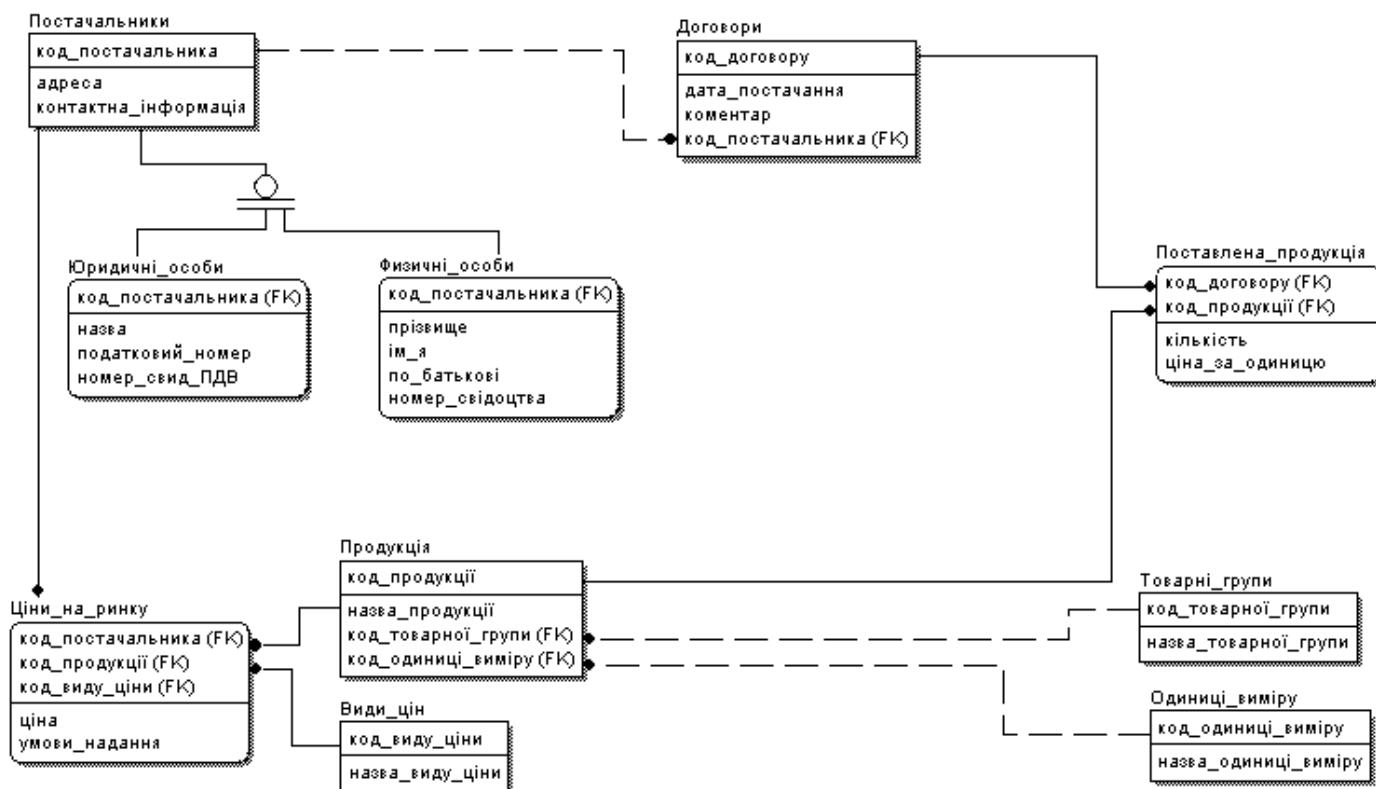 Постачальники
код_постачальника
адреса
контактна_інформація
Договори
код_договору
дата_постачання
коментар
код_постачальника (FK)
Юридичні_особи
код_постачальника (FK)
назва
податковий_номер
номер_свид_ПДВ
Физичні_особи
код_постачальника (FK)
прізвище
ім_я
по_батькові
номер_свідоцтва
Поставлена_продукція
код_договору (FK)
код_продукції (FK)
кількість
ціна_за_одиницю
Ціни_на_ринку
код_постачальника (FK)
код_продукції (FK)
код_виду_ціни (FK)
ціна
умови_надання
Продукція
код_продукції
назва_продукції
код_товарної_групи (FK)
код_одиниці_виміру (FK)
Види_цін
код_виду_ціни
назва_виду_ціни
Товарні_групи
код_товарної_групи
назва_товарної_групи
Одиниці_виміру
код_одиниці_виміру
назва_одиниці_виміру